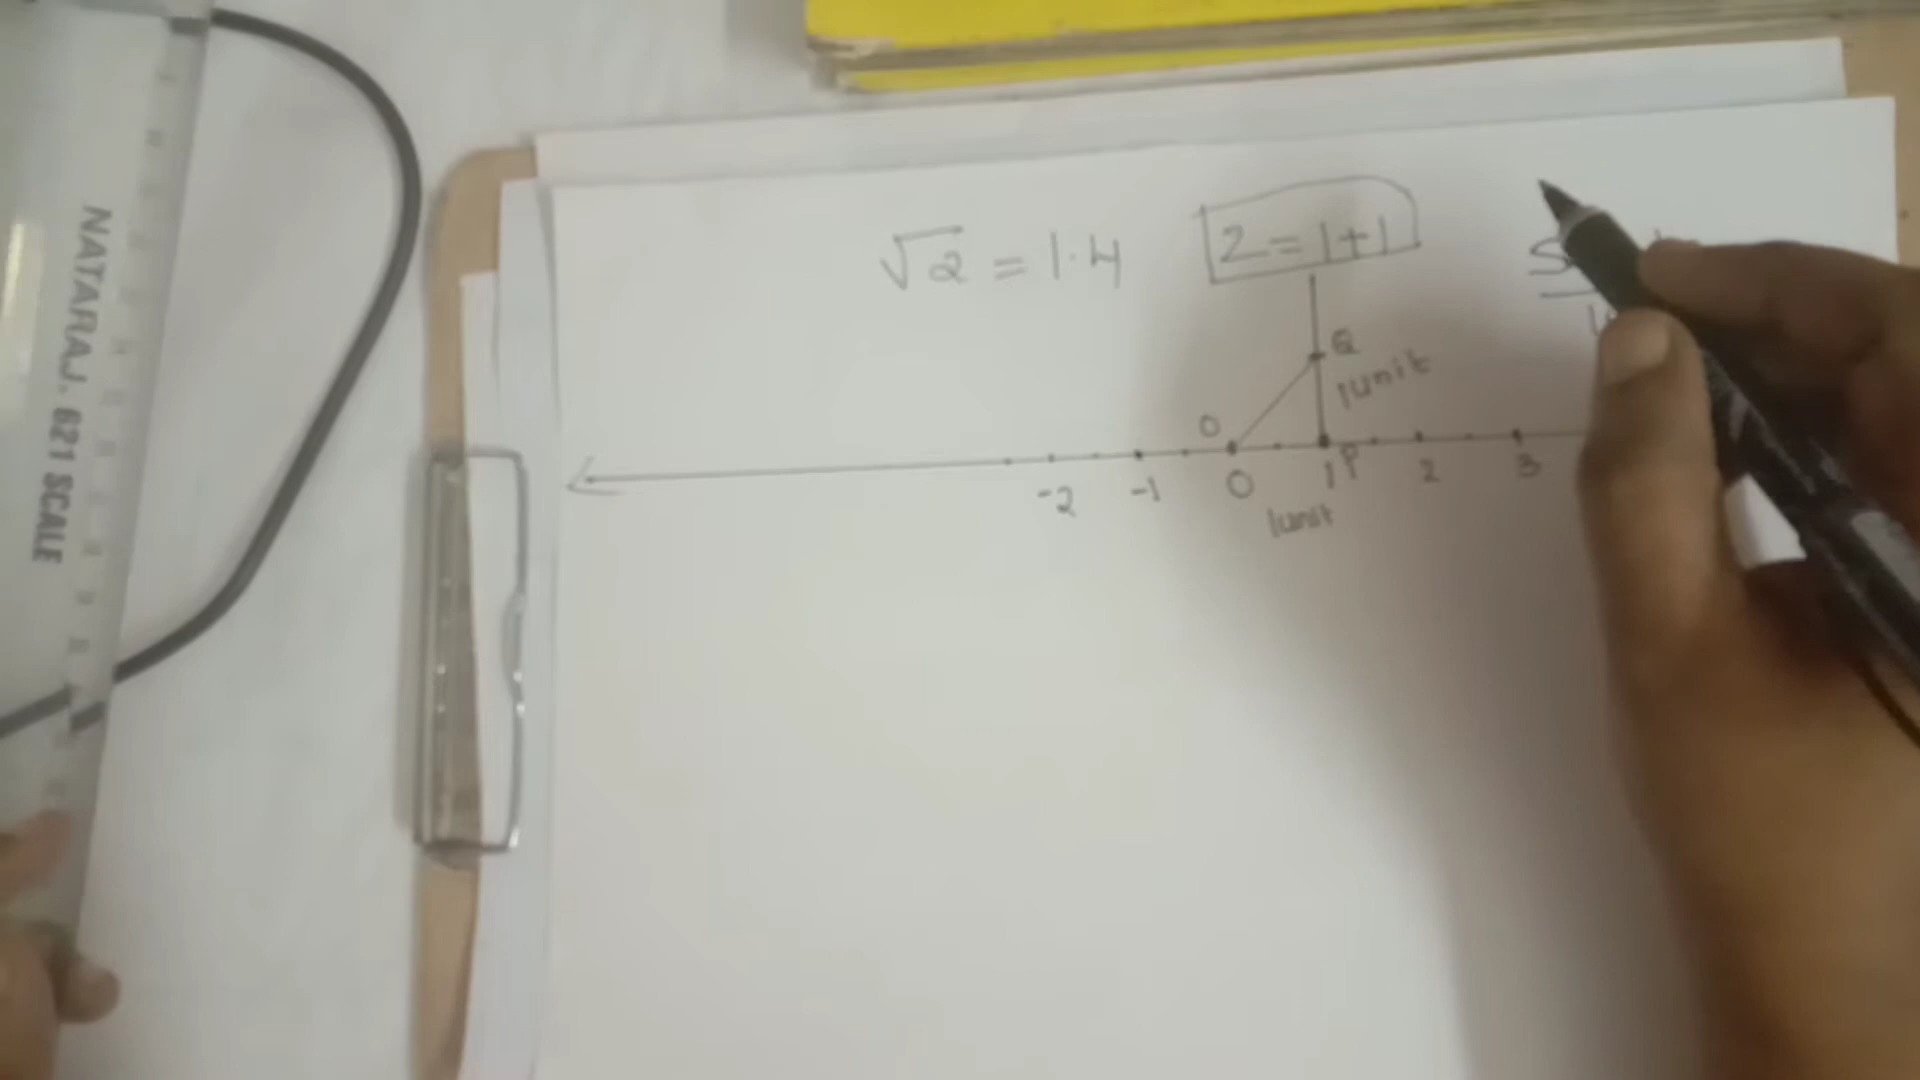 √2 = 1.4
2=1+1
Q
1unit
O
-2 -1 0 1 P 2 3
1unit
NATARAJ. 621 SCALE